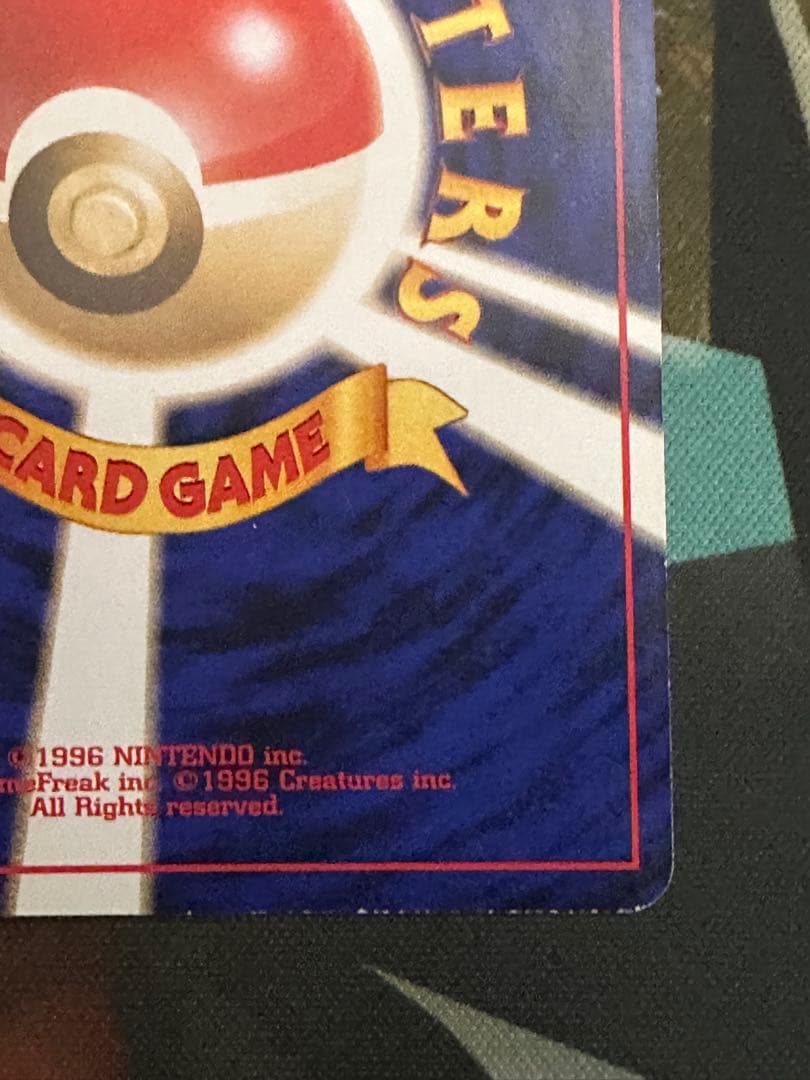 TERS
CARD GAME
©1996 NINTENDO inc.
meFreak inc. ©1996 Creatures inc.
All Rights reserved.